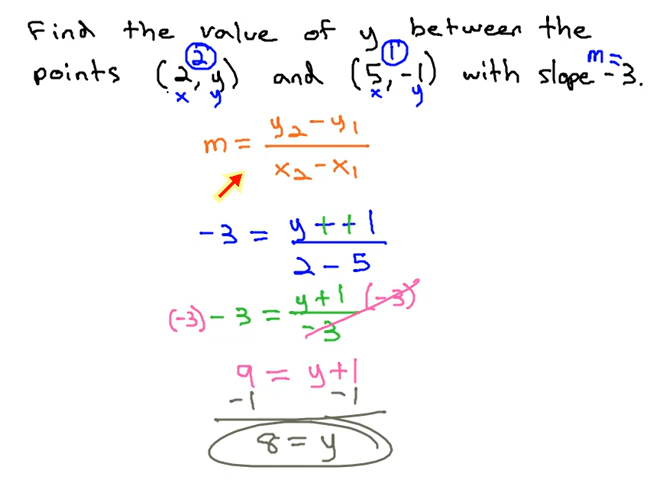 Find the value of y between the
② ① m =
points (2, y) and (5, -1) with slope -3.
x y x y
m = y₂ - y₁ / x₂ - x₁
-3 = y + + 1 / 2 - 5
(-3) -3 = y + 1 / -3 (-3)
9 = y + 1
-1 -1
8 = y